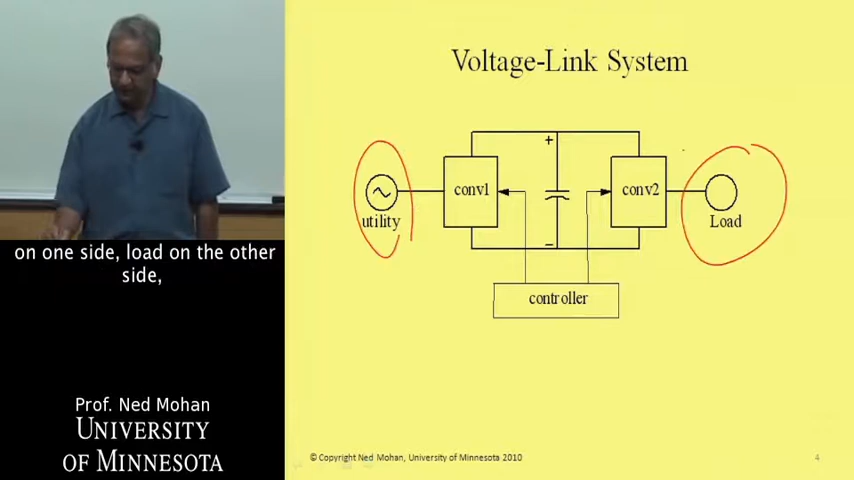 Voltage-Link System
+
conv1
conv2
utility
Load
−
controller
on one side, load on the other
side,
Prof. Ned Mohan
UNIVERSITY
OF MINNESOTA
© Copyright Ned Mohan, University of Minnesota 2010
4